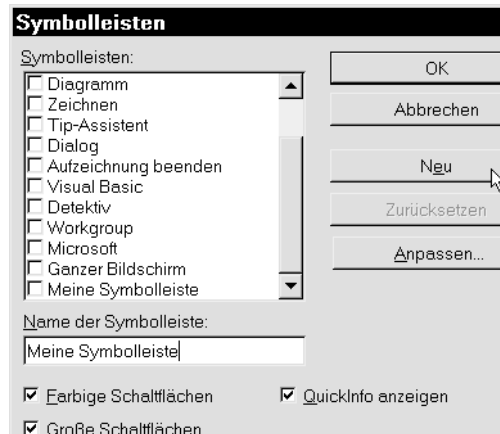 Symbolleisten
Symbolleisten:
Diagramm
Zeichnen
Tip-Assistent
Dialog
Aufzeichnung beenden
Visual Basic
Detektiv
Workgroup
Microsoft
Ganzer Bildschirm
Meine Symbolleiste
OK
Abbrechen
Neu
Zurücksetzen
Anpassen...
Name der Symbolleiste:
Meine Symbolleiste
Farbige Schaltflächen
QuickInfo anzeigen
Große Schaltflächen